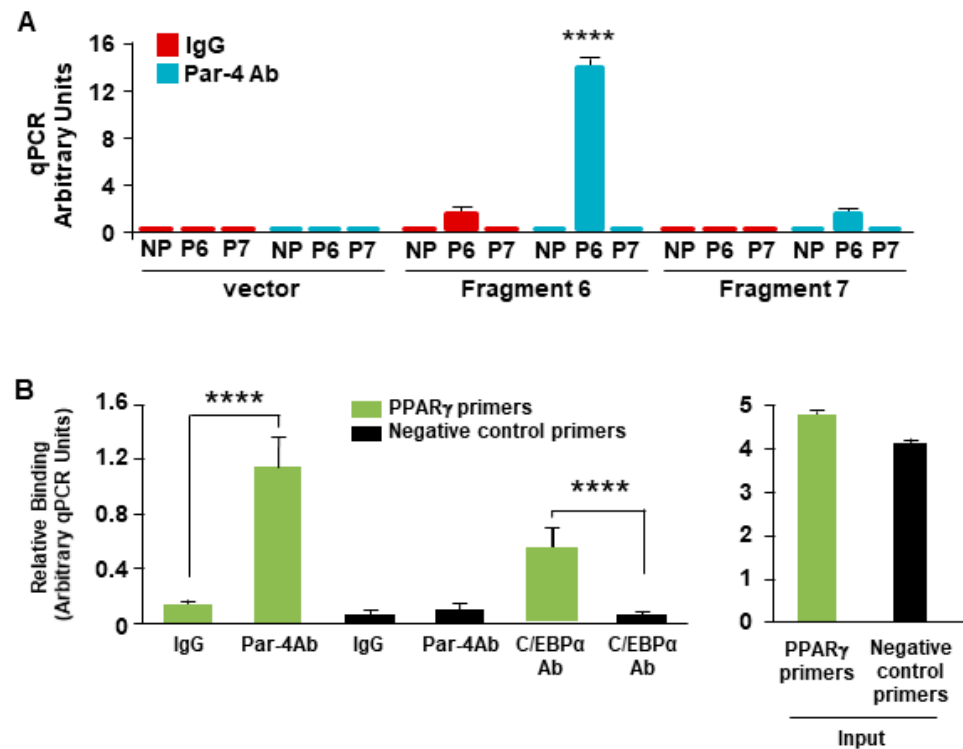 A
IgG
Par-4 Ab
****
qPCR
Arbitrary Units
16
12
8
4
0
NP P6 P7 NP P6 P7 NP P6 P7 NP P6 P7 NP P6 P7 NP P6 P7
vector Fragment 6 Fragment 7
B
Relative Binding
(Arbitrary qPCR Units)
1.6
1.2
0.8
0.4
0
****
PPARγ primers
Negative control primers
****
IgG Par-4Ab IgG Par-4Ab C/EBPα C/EBPα
Ab Ab
5
4
3
2
1
0
PPARγ Negative
primers control
primers
Input